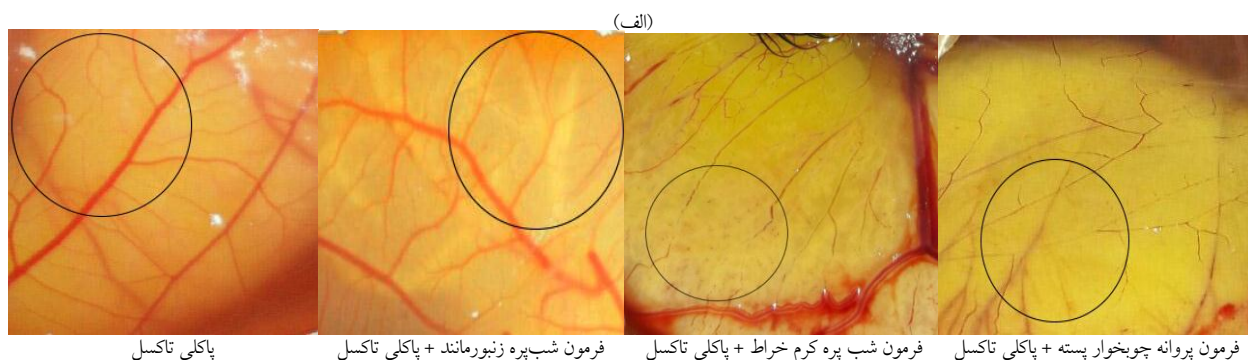 (الف)
پاکلی تاکسل
فرمون شب‌پره زنبورمانند + پاکلی تاکسل
فرمون شب پره کرم خراط + پاکلی تاکسل
فرمون پروانه چوبخوار پسته + پاکلی تاکسل